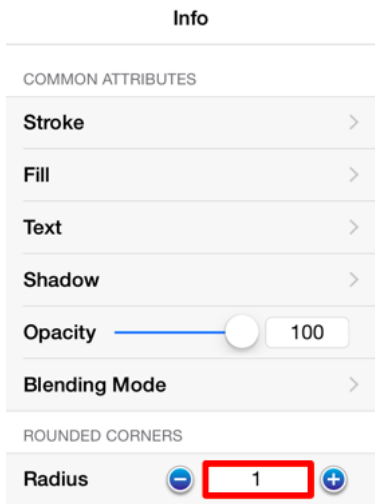 Info
COMMON ATTRIBUTES
Stroke
Fill
Text
Shadow
Opacity 100
Blending Mode
ROUNDED CORNERS
Radius 1